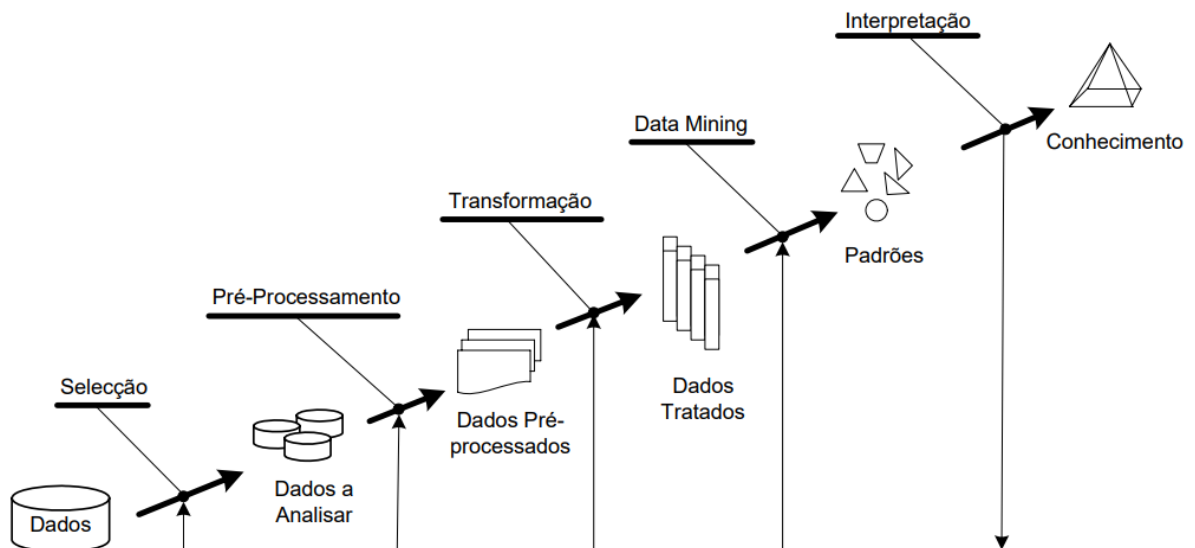 Interpretação
Conhecimento
Data Mining
Padrões
Transformação
Dados
Tratados
Pré-Processamento
Dados Pré-
processados
Selecção
Dados a
Analisar
Dados